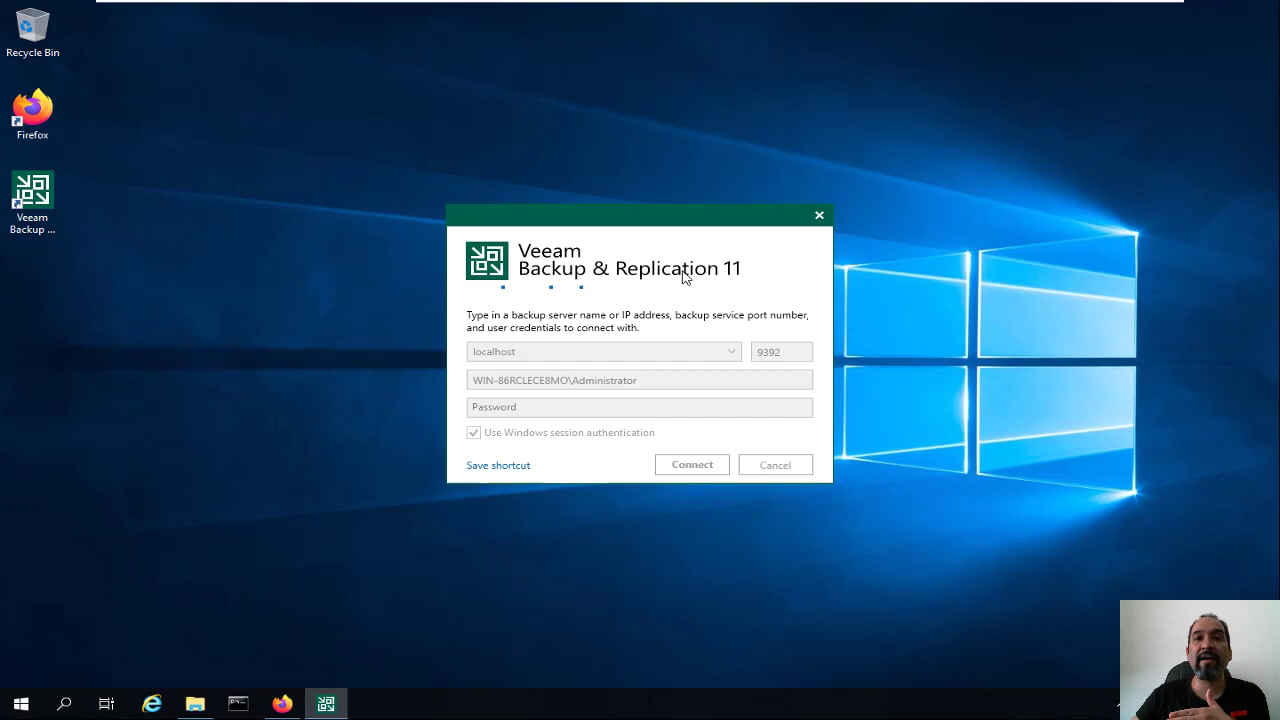 Recycle Bin
Firefox
Veeam
Backup ...
Veeam
Backup & Replication 11
Type in a backup server name or IP address, backup service port number,
and user credentials to connect with.
localhost
9392
WIN-86RCLECE8MO\Administrator
Password
Use Windows session authentication
Save shortcut
Connect
Cancel